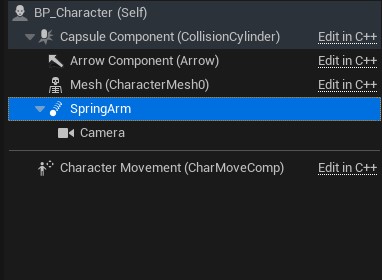 BP_Character (Self)
Capsule Component (CollisionCylinder) Edit in C++
Arrow Component (Arrow) Edit in C++
Mesh (CharacterMesh0) Edit in C++
SpringArm
Camera
Character Movement (CharMoveComp) Edit in C++